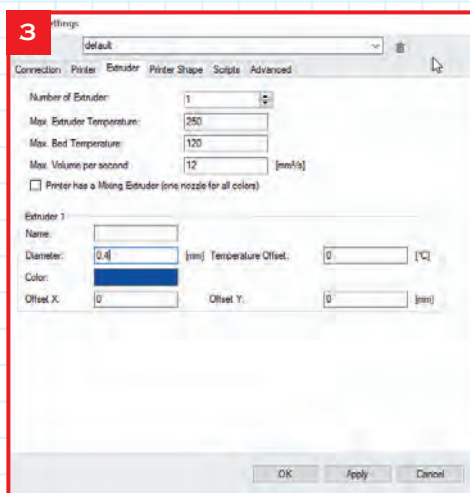 3
ettings
default
Connection Printer Extruder Printer Shape Scripts Advanced
Number of Extruder: 1
Max. Extruder Temperature: 250
Max. Bed Temperature: 120
Max. Volume per second 12 [mm³/s]
Printer has a Mixing Extruder (one nozzle for all colors)
Extruder 1
Name:
Diameter: 0.4 [mm] Temperature Offset: 0 [°C]
Color:
Offset X: 0 Offset Y: 0 [mm]
OK Apply Cancel